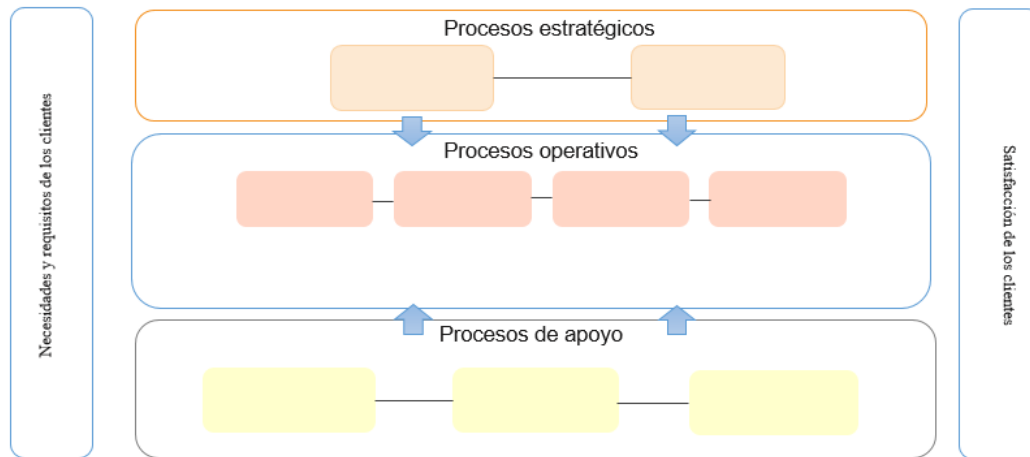 Procesos estratégicos
Necesidades y requisitos de los clientes
Procesos operativos
Satisfacción de los clientes
Procesos de apoyo